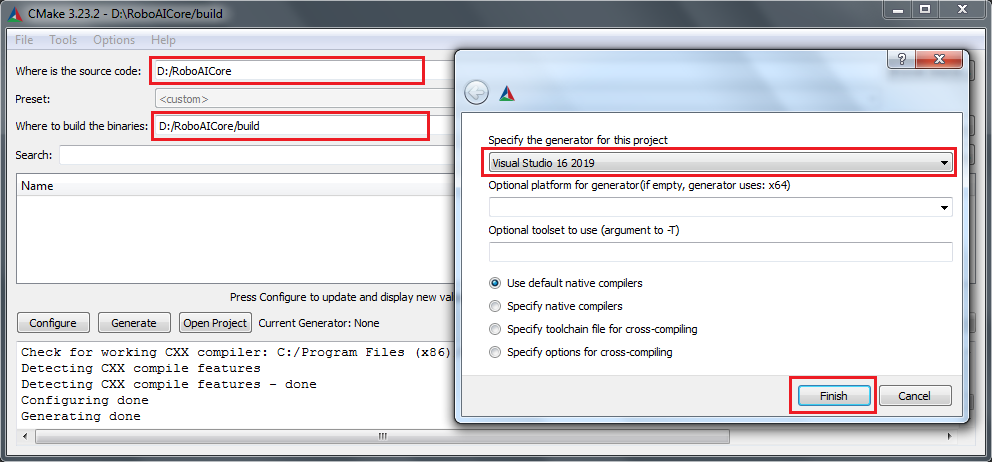 CMake 3.23.2 - D:\RoboAICore\build
File Tools Options Help
Where is the source code: D:/RoboAICore
Preset: <custom>
Where to build the binaries: D:/RoboAICore/build
Search:
Name
Press Configure to update and display new
Configure Generate Open Project Current Generator: None
Check for working CXX compiler: C:/Program Files (x86)
Detecting CXX compile features
Detecting CXX compile features - done
Configuring done
Generating done
Specify the generator for this project
Visual Studio 16 2019
Optional platform for generator(if empty, generator uses: x64)
Optional toolset to use (argument to -T)
Use default native compilers
Specify native compilers
Specify toolchain file for cross-compiling
Specify options for cross-compiling
Finish Cancel